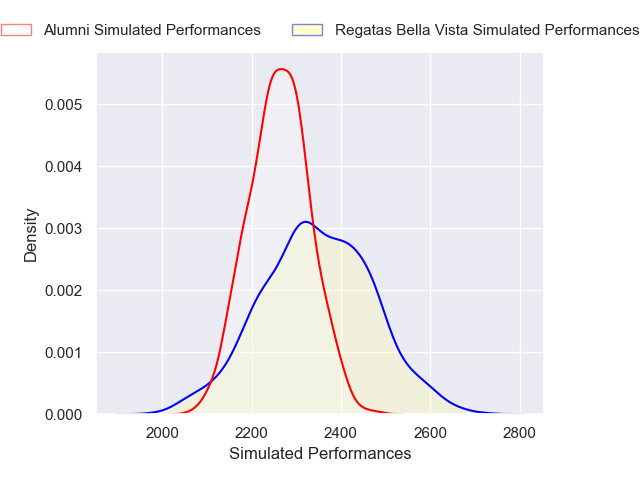 Alumni Simulated Performances
Regatas Bella Vista Simulated Performances
Density
0.005
0.004
0.003
0.002
0.001
0.000
2000 2200 2400 2600 2800
Simulated Performances